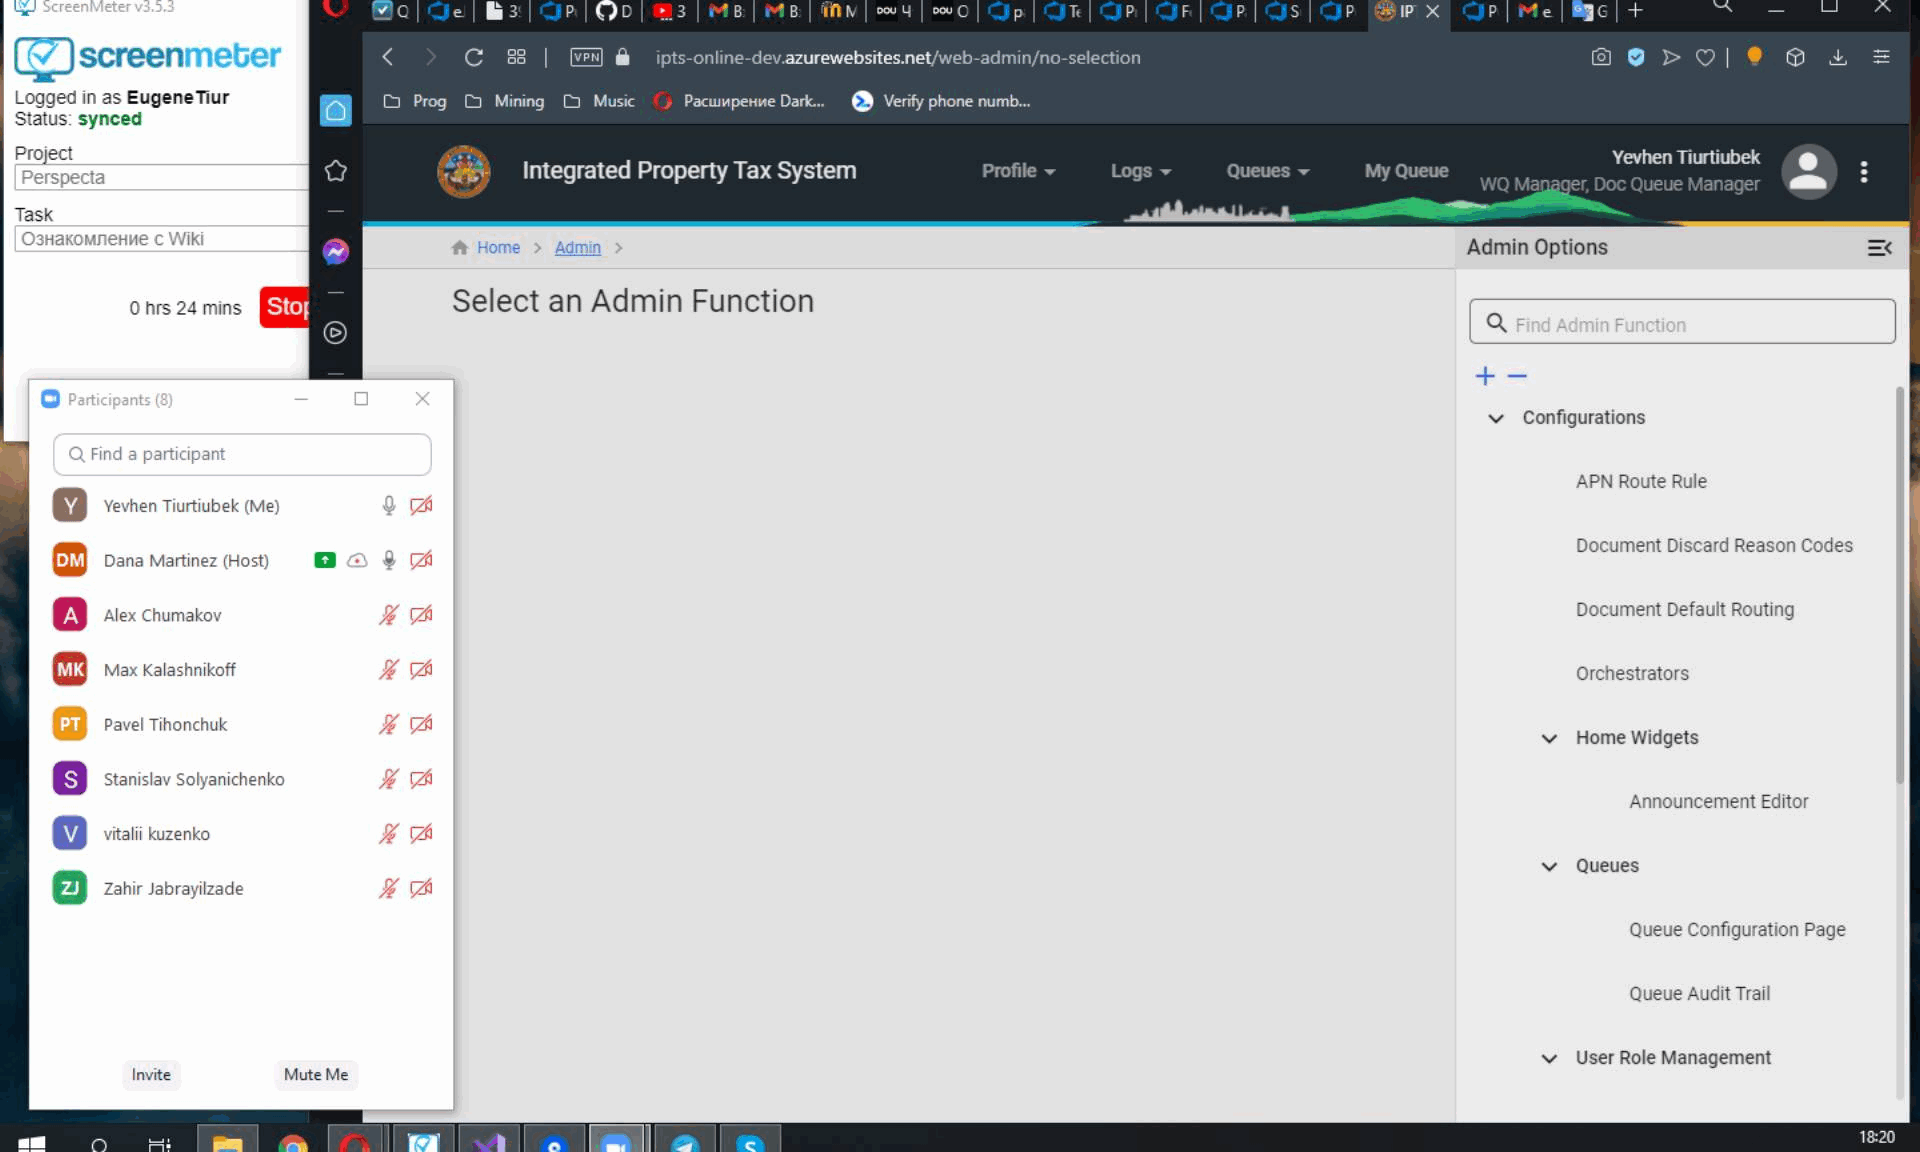 ScreenMeter v3.5.3
screenmeter
Logged in as EugeneTiur
Status: synced
Project
Perspecta
Task
Ознакомление с Wiki
0 hrs 24 mins
Stop
Participants (8)
Find a participant
Y Yevhen Tiurtiubek (Me)
DM Dana Martinez (Host)
A Alex Chumakov
MK Max Kalashnikoff
PT Pavel Tihonchuk
S Stanislav Solyanichenko
V vitalii kuzenko
ZJ Zahir Jabrayilzade
Invite Mute Me
VPN ipts-online-dev.azurewebsites.net/web-admin/no-selection
Prog Mining Music Расширение Dark... Verify phone numb...
Integrated Property Tax System
Profile Logs Queues My Queue
Yevhen Tiurtiubek
WQ Manager, Doc Queue Manager
Home > Admin >
Select an Admin Function
Admin Options
Find Admin Function
Configurations
APN Route Rule
Document Discard Reason Codes
Document Default Routing
Orchestrators
Home Widgets
Announcement Editor
Queues
Queue Configuration Page
Queue Audit Trail
User Role Management
18:20